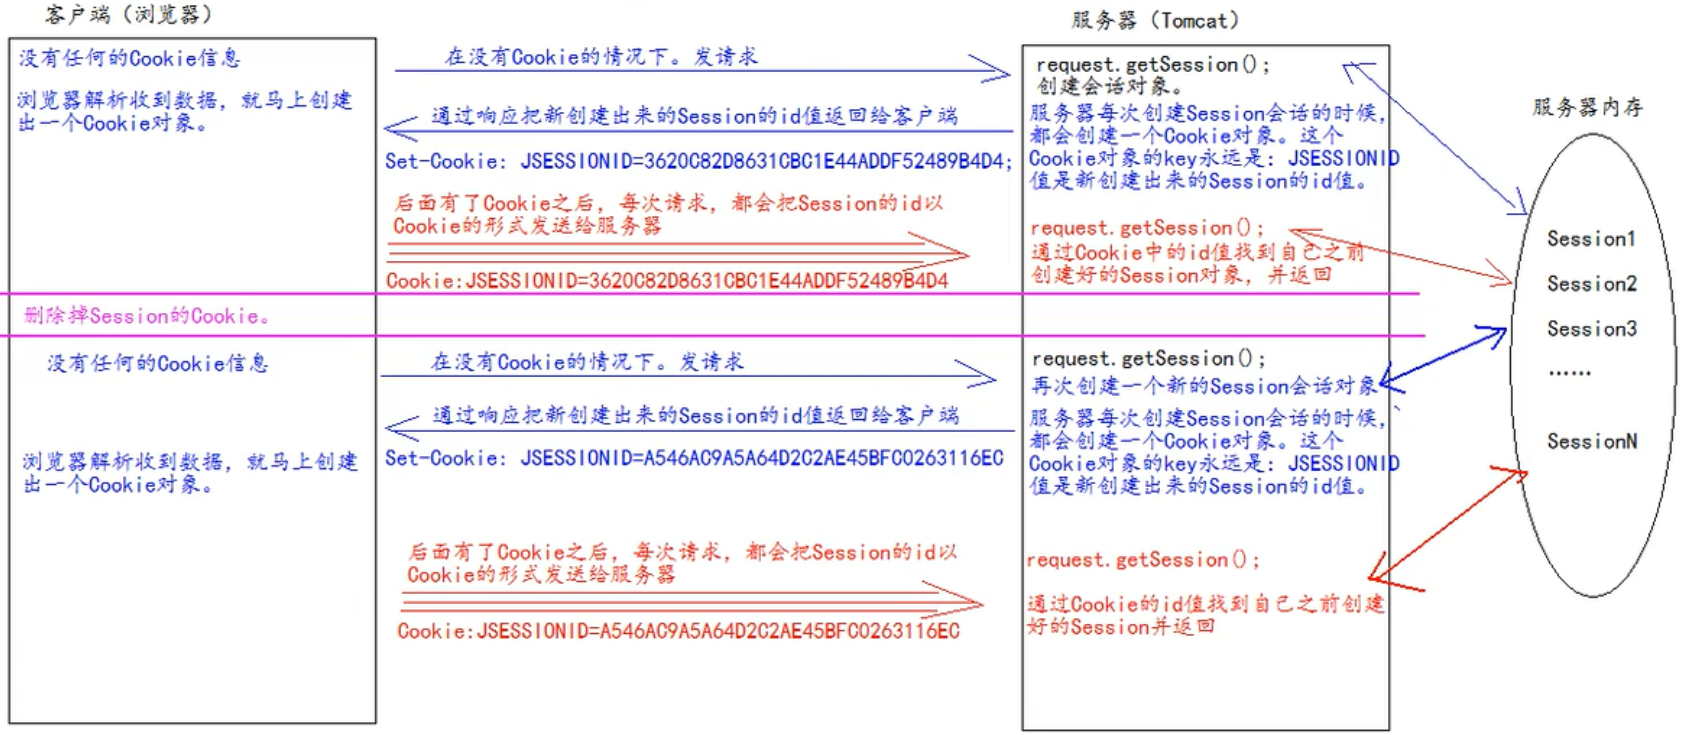 客户端（浏览器）
服务器（Tomcat）
没有任何的Cookie信息
浏览器解析收到数据，就马上创建
出一个Cookie对象。
在没有Cookie的情况下。发请求
通过响应把新创建出来的Session的id值返回给客户端
Set-Cookie: JSESSIONID=3620C82D8631CBC1E44ADDF52489B4D4;
后面有了Cookie之后，每次请求，都会把Session的id以
Cookie的形式发送给服务器
Cookie:JSESSIONID=3620C82D8631CBC1E44ADDF52489B4D4
request.getSession();
创建会话对象。
服务器每次创建Session会话的时候，
都会创建一个Cookie对象。这个
Cookie对象的key永远是：JSESSIONID
值是新创建出来的Session的id值。
request.getSession();
通过Cookie中的id值找到自己之前
创建好的Session对象，并返回
服务器内存
Session1
Session2
Session3
......
SessionN
删除掉Session的Cookie。
没有任何的Cookie信息
浏览器解析收到数据，就马上创建
出一个Cookie对象。
在没有Cookie的情况下。发请求
通过响应把新创建出来的Session的id值返回给客户端
Set-Cookie: JSESSIONID=A546AC9A5A64D2C2AE45BFC0263116EC
后面有了Cookie之后，每次请求，都会把Session的id以
Cookie的形式发送给服务器
Cookie:JSESSIONID=A546AC9A5A64D2C2AE45BFC0263116EC
request.getSession();
再次创建一个新的Session会话对象
服务器每次创建Session会话的时候，
都会创建一个Cookie对象。这个
Cookie对象的key永远是：JSESSIONID
值是新创建出来的Session的id值。
request.getSession();
通过Cookie的id值找到自己之前创建
好的Session并返回